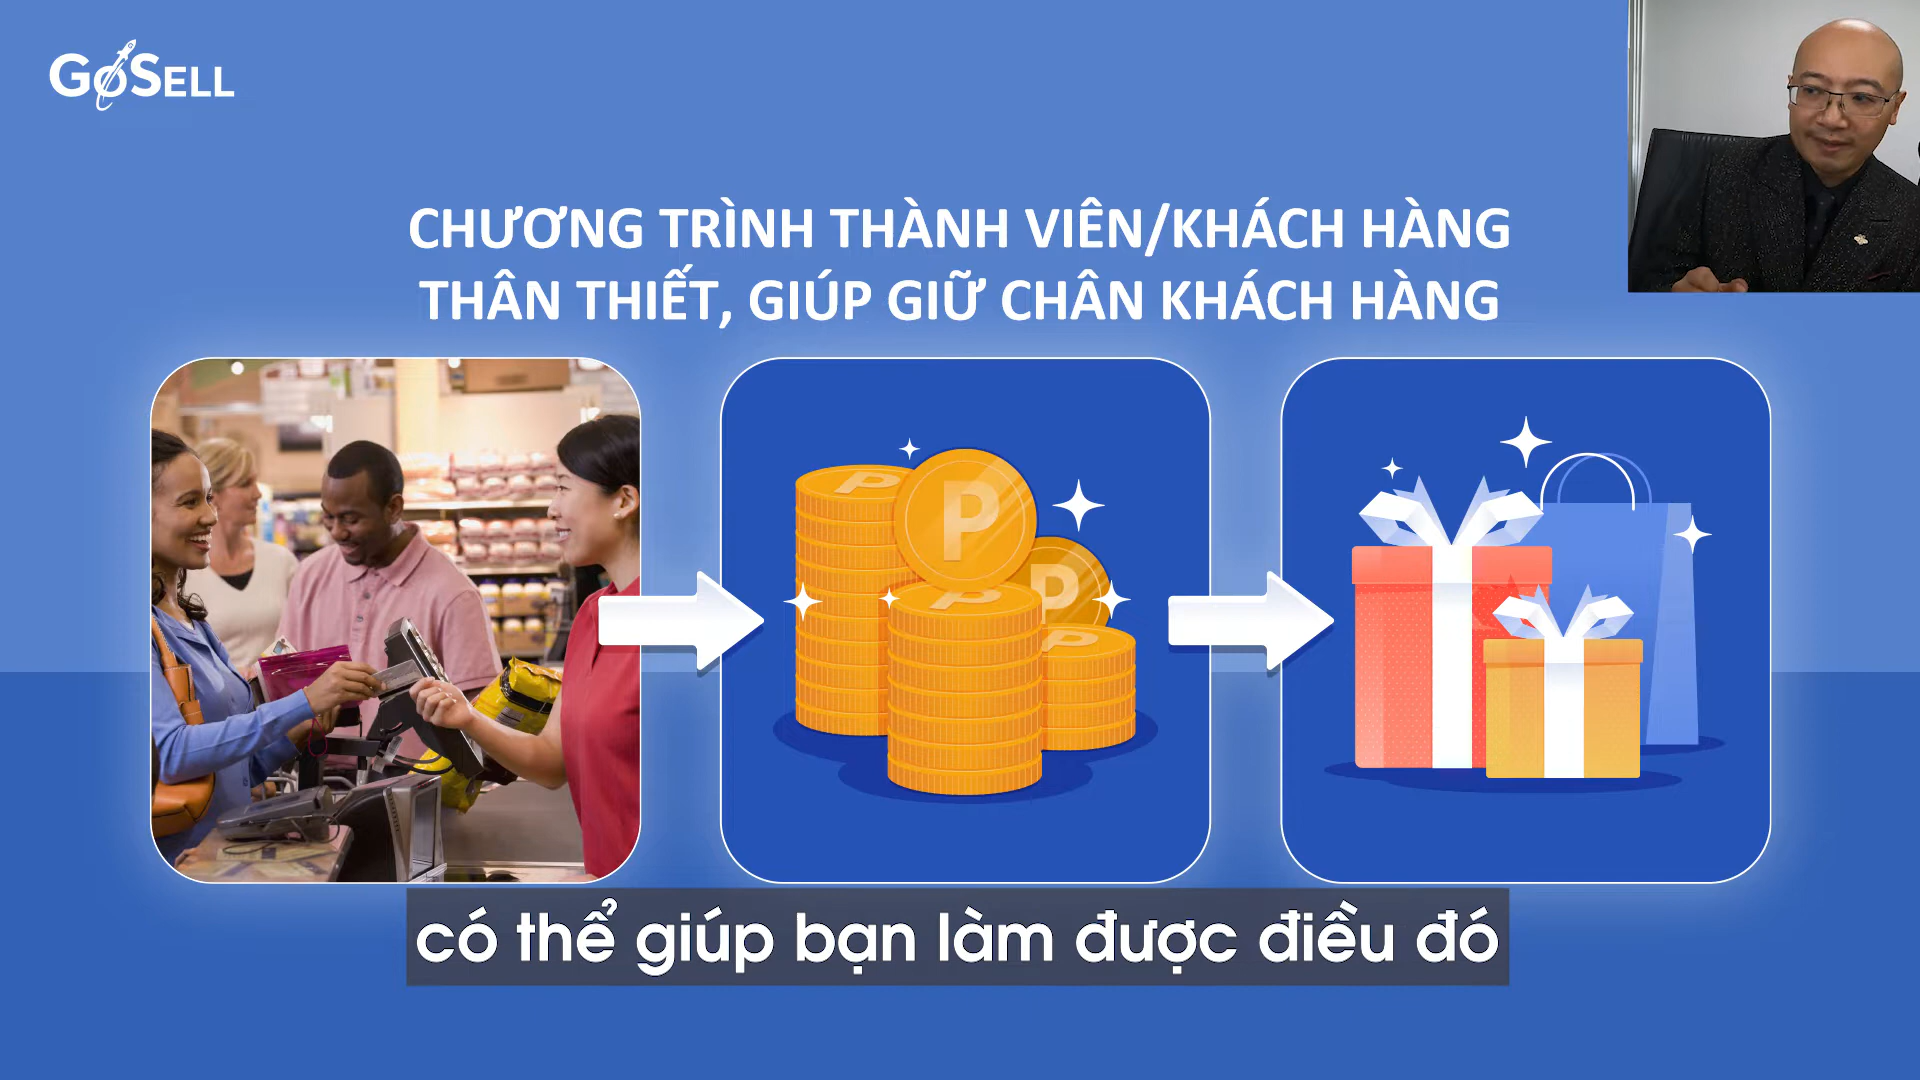 GoSELL
CHƯƠNG TRÌNH THÀNH VIÊN/KHÁCH HÀNG
THÂN THIẾT, GIÚP GIỮ CHÂN KHÁCH HÀNG
P
P
P
P
P
có thể giúp bạn làm được điều đó